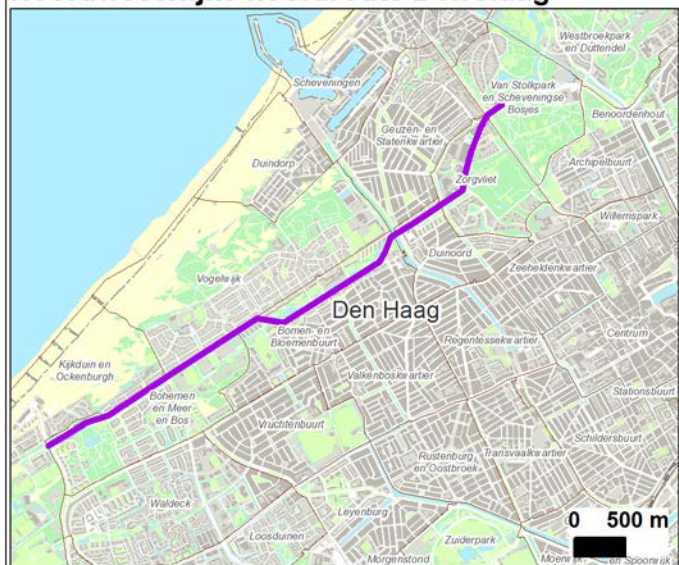 Scheveningen
Westbroekpark
en Duttendel
Van Stolkpark
en Scheveningse
Bosjes
Geuzen- en
Statenkwartier
Benoordenhout
Duindorp
Archipelbuurt
Zorgvliet
Willemspark
Vogelwijk
Duinoord
Zeeheldenkwartier
Den Haag
Bomen- en
Bloemenbuurt
Regentessekwartier
Centrum
Kijkduin en
Ockenburgh
Valkenboskwartier
Stationsbuurt
Bohemen
en Meer
en Bos
Vruchtenbuurt
Schildersbuurt
Rustenburg
en Oostbroek
Transvaalkwartier
Waldeck
Leyenburg
Loosduinen
Zuiderpark
Morgenstond
0 500 m
en Spoorwijk